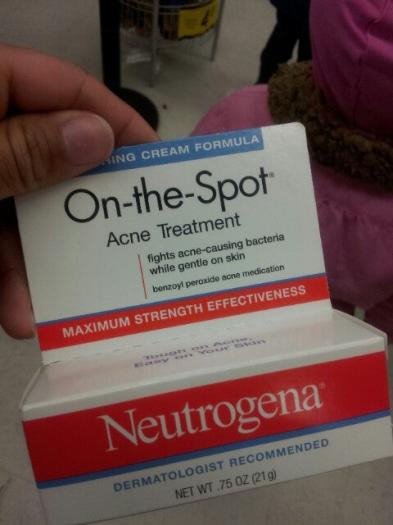 RING CREAM FORMULA
On-the-Spot®
Acne Treatment
fights acne-causing bacteria
while gentle on skin
benzoyl peroxide acne medication
MAXIMUM STRENGTH EFFECTIVENESS
Tough on Acne,
Easy on Your Skin
Neutrogena®
DERMATOLOGIST RECOMMENDED
NET WT .75 OZ (21g)